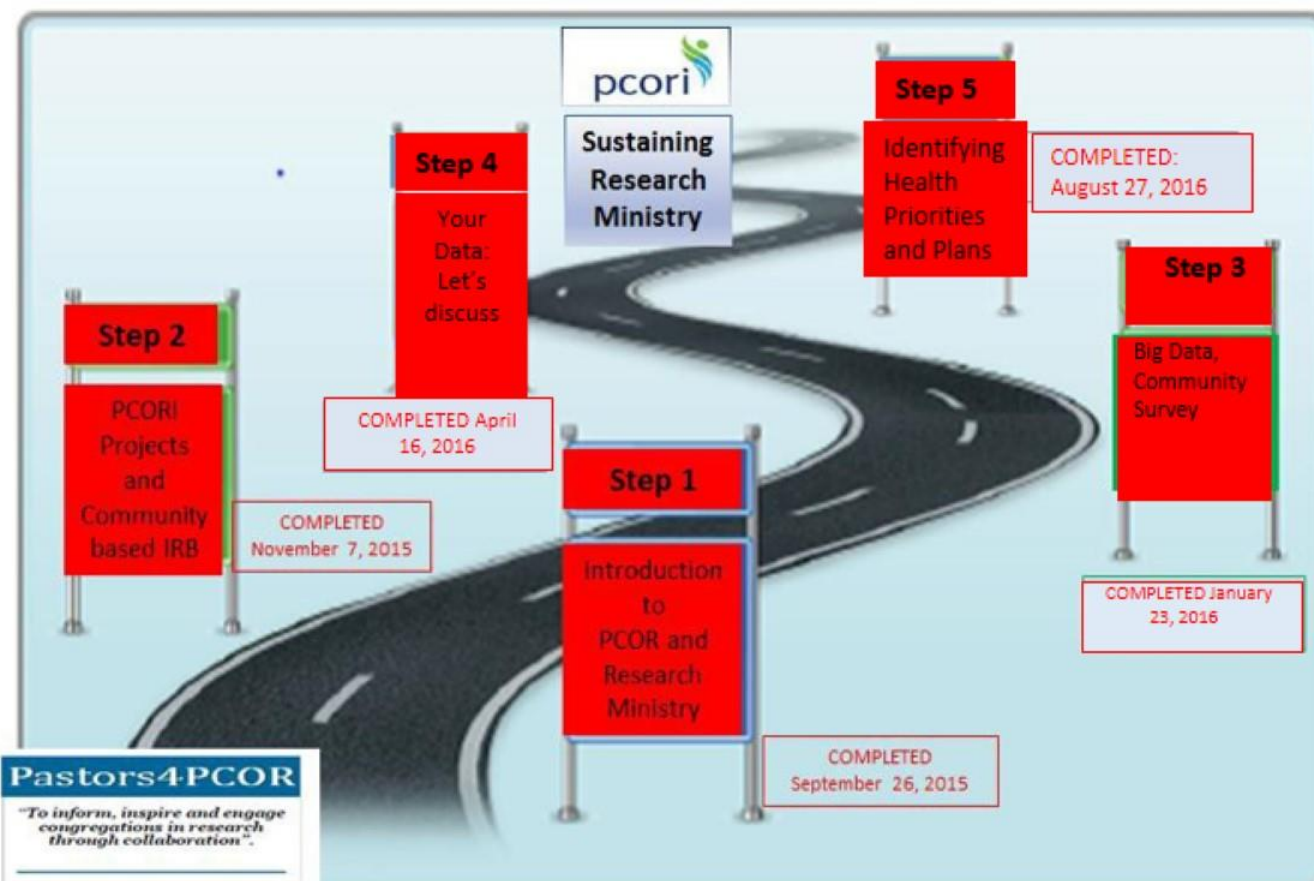 pcori
Sustaining
Research
Ministry
Step 5
Identifying
Health
Priorities
and Plans
COMPLETED:
August 27, 2016
Step 4
Your
Data:
Let's
discuss
COMPLETED April
16, 2016
Step 3
Big Data,
Community
Survey
COMPLETED January
23, 2016
Step 2
PCORI
Projects
and
Community
based IRB
COMPLETED
November 7, 2015
Step 1
Introduction
to
PCOR and
Research
Ministry
COMPLETED
September 26, 2015
Pastors4PCOR
"To inform, inspire and engage
congregations in research
through collaboration".